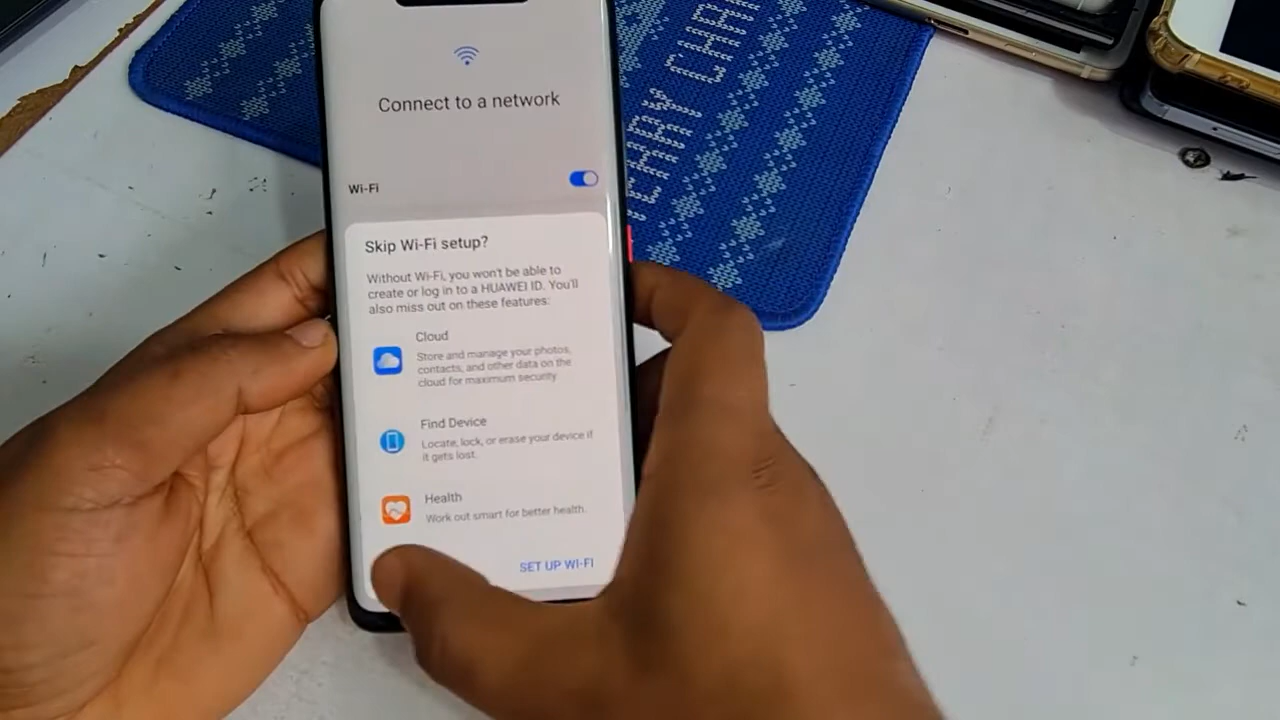 Connect to a network
Wi-Fi
Skip Wi-Fi setup?
Without Wi-Fi, you won't be able to
create or log in to a HUAWEI ID. You'll
also miss out on these features:
Cloud
Store and manage your photos,
contacts, and other data on the
cloud for maximum security
Find Device
Locate, lock, or erase your device if
it gets lost.
Health
Work out smart for better health.
SET UP WI-FI